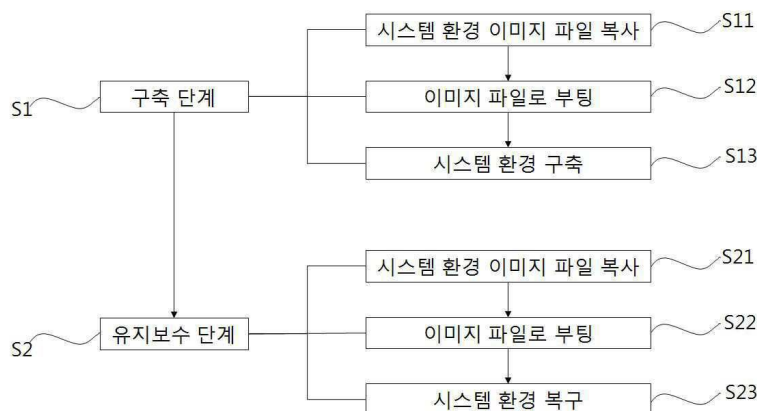 시스템 환경 이미지 파일 복사 S11
S1 구축 단계 이미지 파일로 부팅 S12
시스템 환경 구축 S13
시스템 환경 이미지 파일 복사 S21
S2 유지보수 단계 이미지 파일로 부팅 S22
시스템 환경 복구 S23